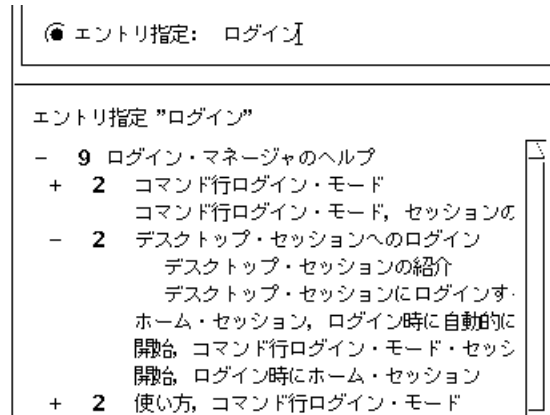 エントリ指定: ログイン
エントリ指定 ”ログイン”
− 9 ログイン・マネージャのヘルプ
+ 2 コマンド行ログイン・モード
コマンド行ログイン・モード, セッションの
− 2 デスクトップ・セッションへのログイン
デスクトップ・セッションの紹介
デスクトップ・セッションにログインす
ホーム・セッション, ログイン時に自動的に
開始, コマンド行ログイン・モード・セッシ
開始, ログイン時にホーム・セッション
+ 2 使い方, コマンド行ログイン・モード